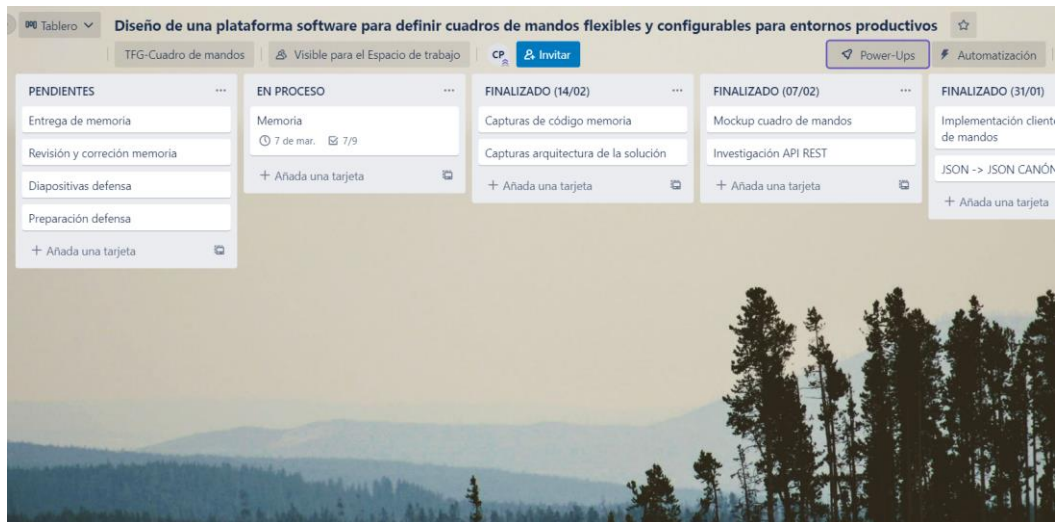 Tablero
Diseño de una plataforma software para definir cuadros de mandos flexibles y configurables para entornos productivos
TFG-Cuadro de mandos
Visible para el Espacio de trabajo
CP
Invitar
Power-Ups
Automatización
PENDIENTES
Entrega de memoria
Revisión y correción memoria
Diapositivas defensa
Preparación defensa
+ Añada una tarjeta
EN PROCESO
Memoria
7 de mar. 7/9
+ Añada una tarjeta
FINALIZADO (14/02)
Capturas de código memoria
Capturas arquitectura de la solución
+ Añada una tarjeta
FINALIZADO (07/02)
Mockup cuadro de mandos
Investigación API REST
+ Añada una tarjeta
FINALIZADO (31/01)
Implementación cliente
de mandos
JSON -> JSON CANÓN
+ Añada una tarjeta